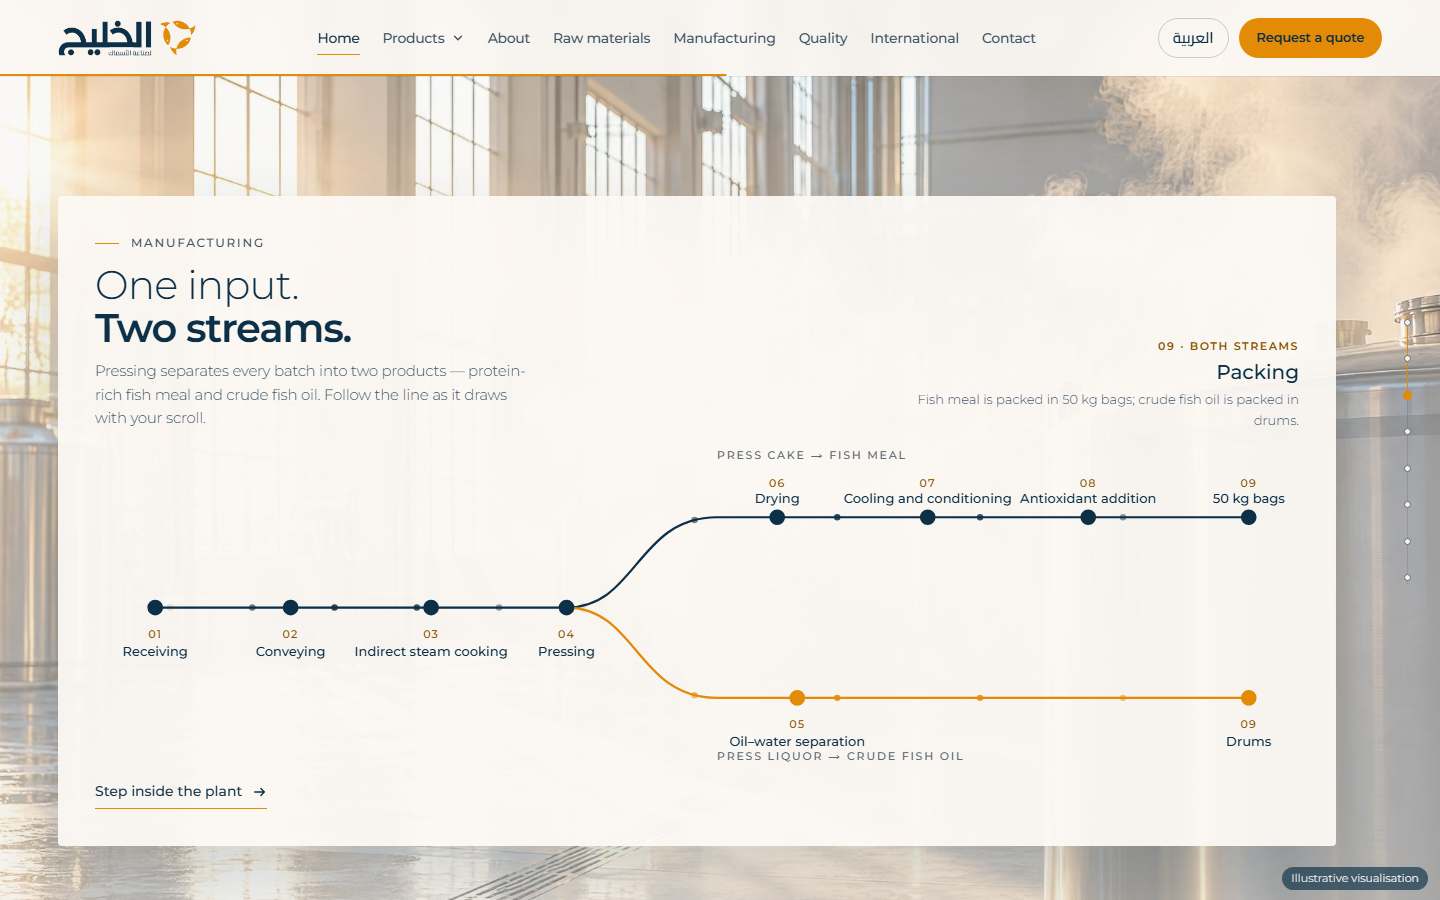 الخليج
لصناعة الأسماك
Home
Products
About
Raw materials
Manufacturing
Quality
International
Contact
العربية
Request a quote
MANUFACTURING
One input.
Two streams.
Pressing separates every batch into two products — protein-
rich fish meal and crude fish oil. Follow the line as it draws
with your scroll.
09 · BOTH STREAMS
Packing
Fish meal is packed in 50 kg bags; crude fish oil is packed in
drums.
PRESS CAKE → FISH MEAL
06
Drying
07
Cooling and conditioning
08
Antioxidant addition
09
50 kg bags
01
Receiving
02
Conveying
03
Indirect steam cooking
04
Pressing
05
Oil–water separation
09
Drums
PRESS LIQUOR → CRUDE FISH OIL
Step inside the plant →
Illustrative visualisation